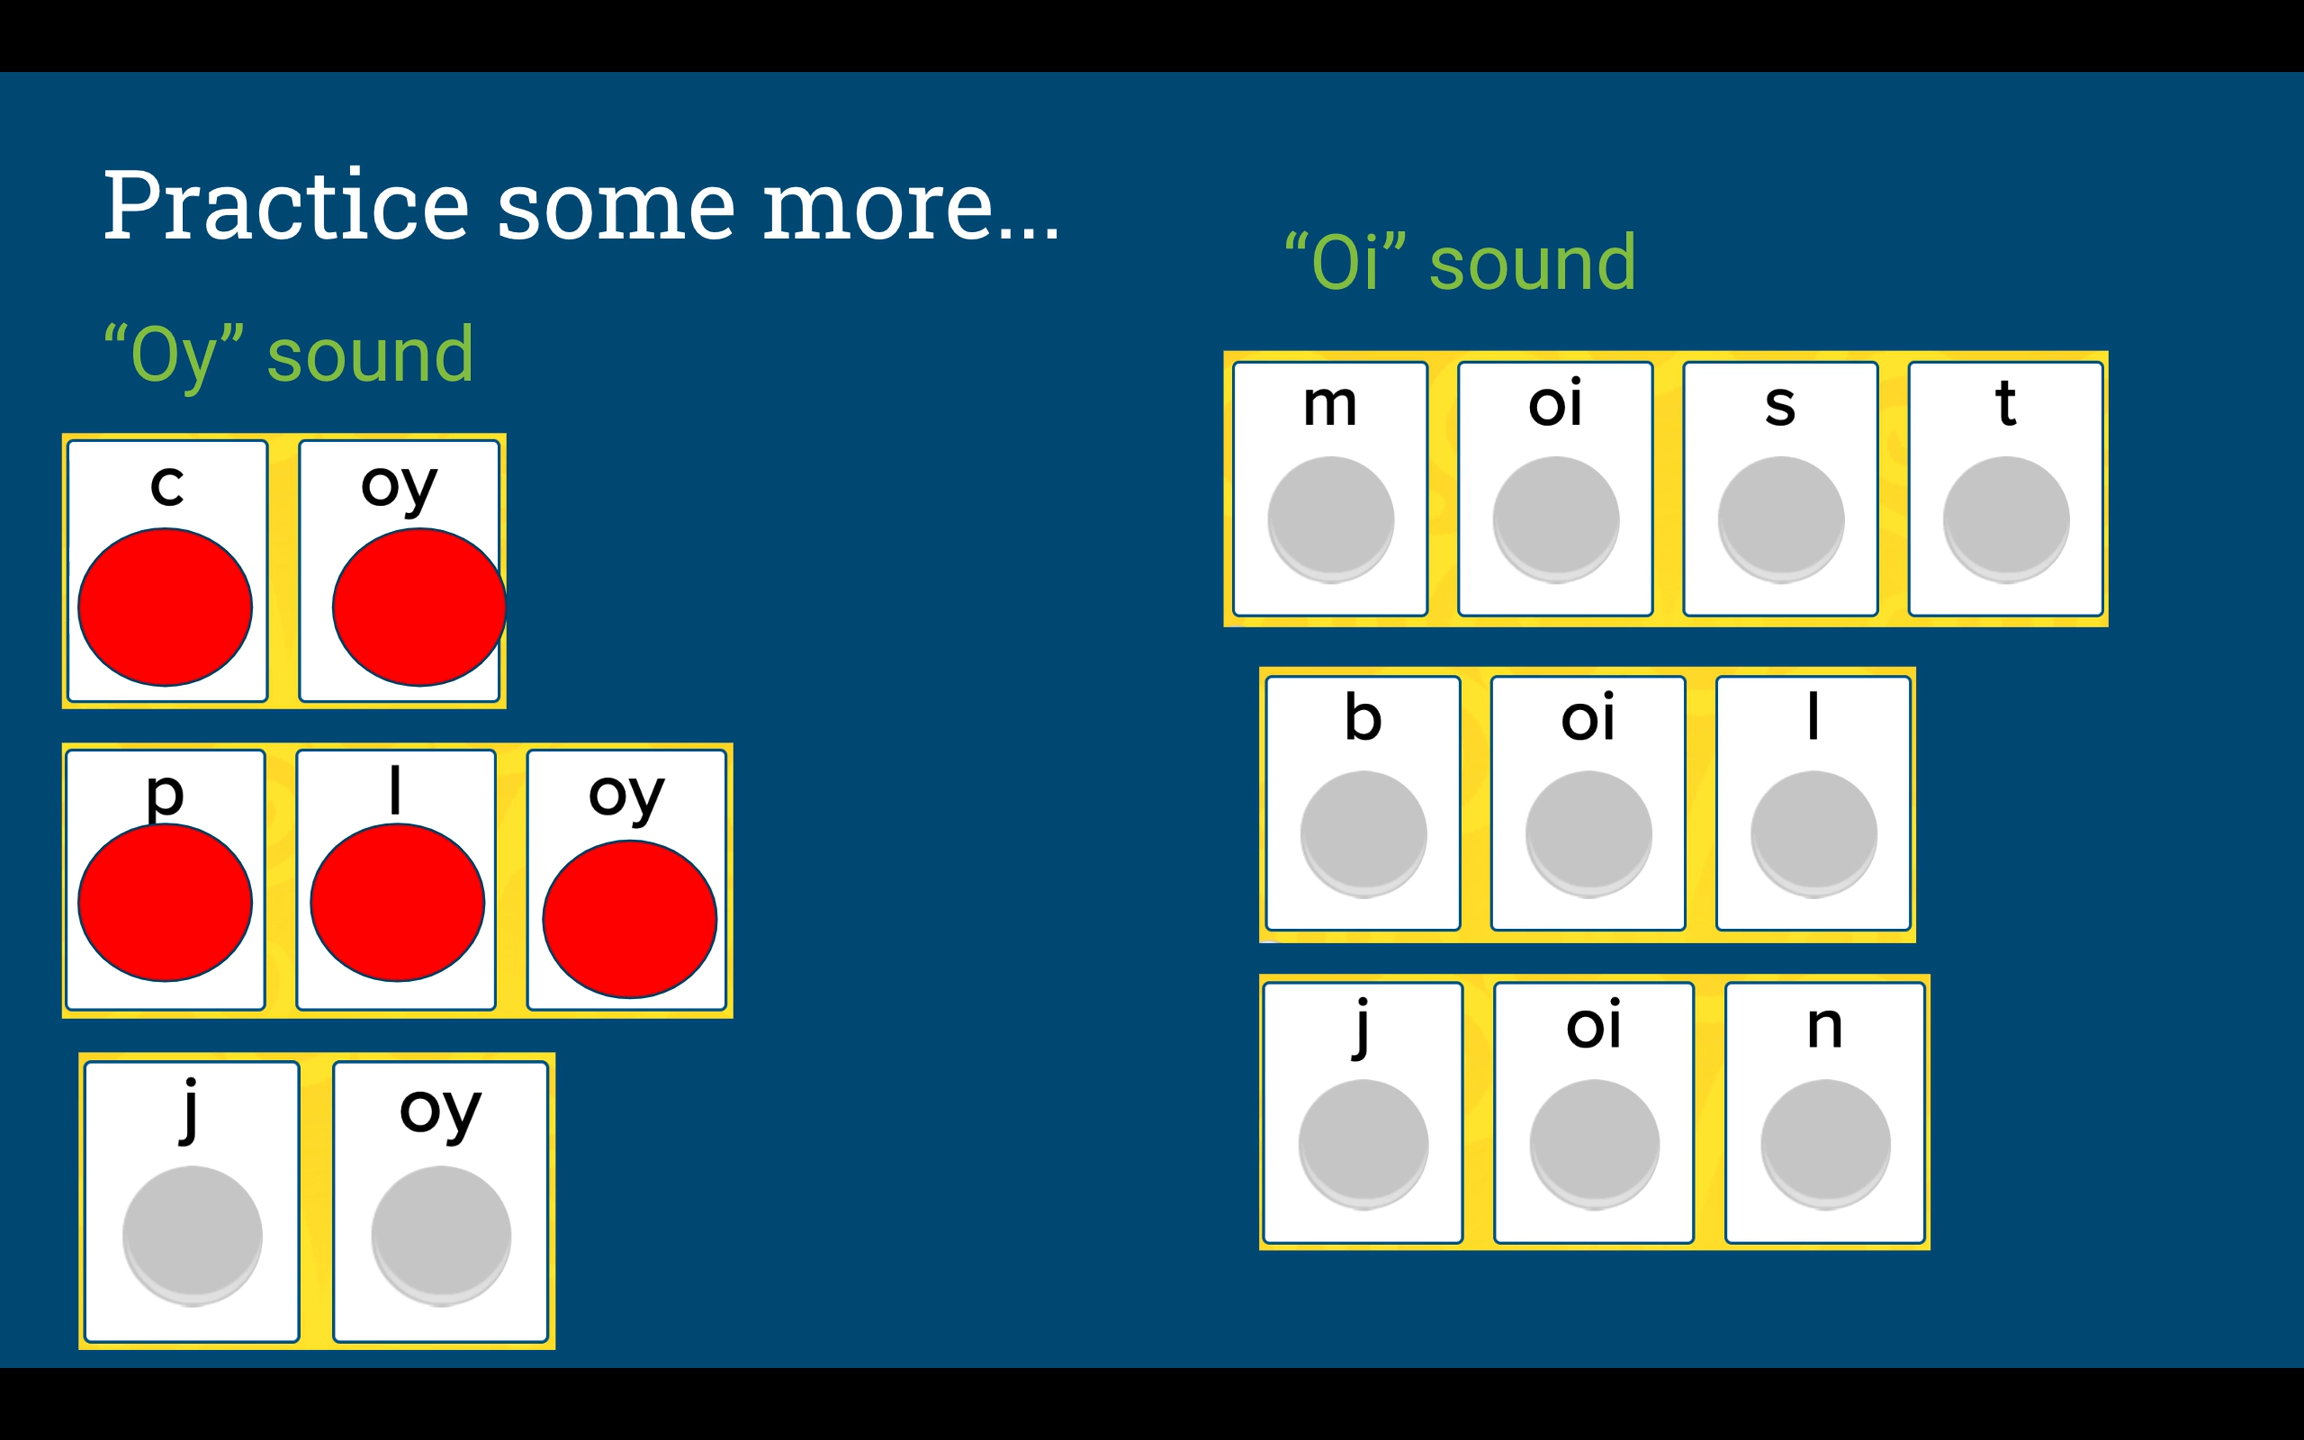 Practice some more...
“Oy” sound
c oy
p l oy
j oy
“Oi” sound
m oi s t
b oi l
j oi n